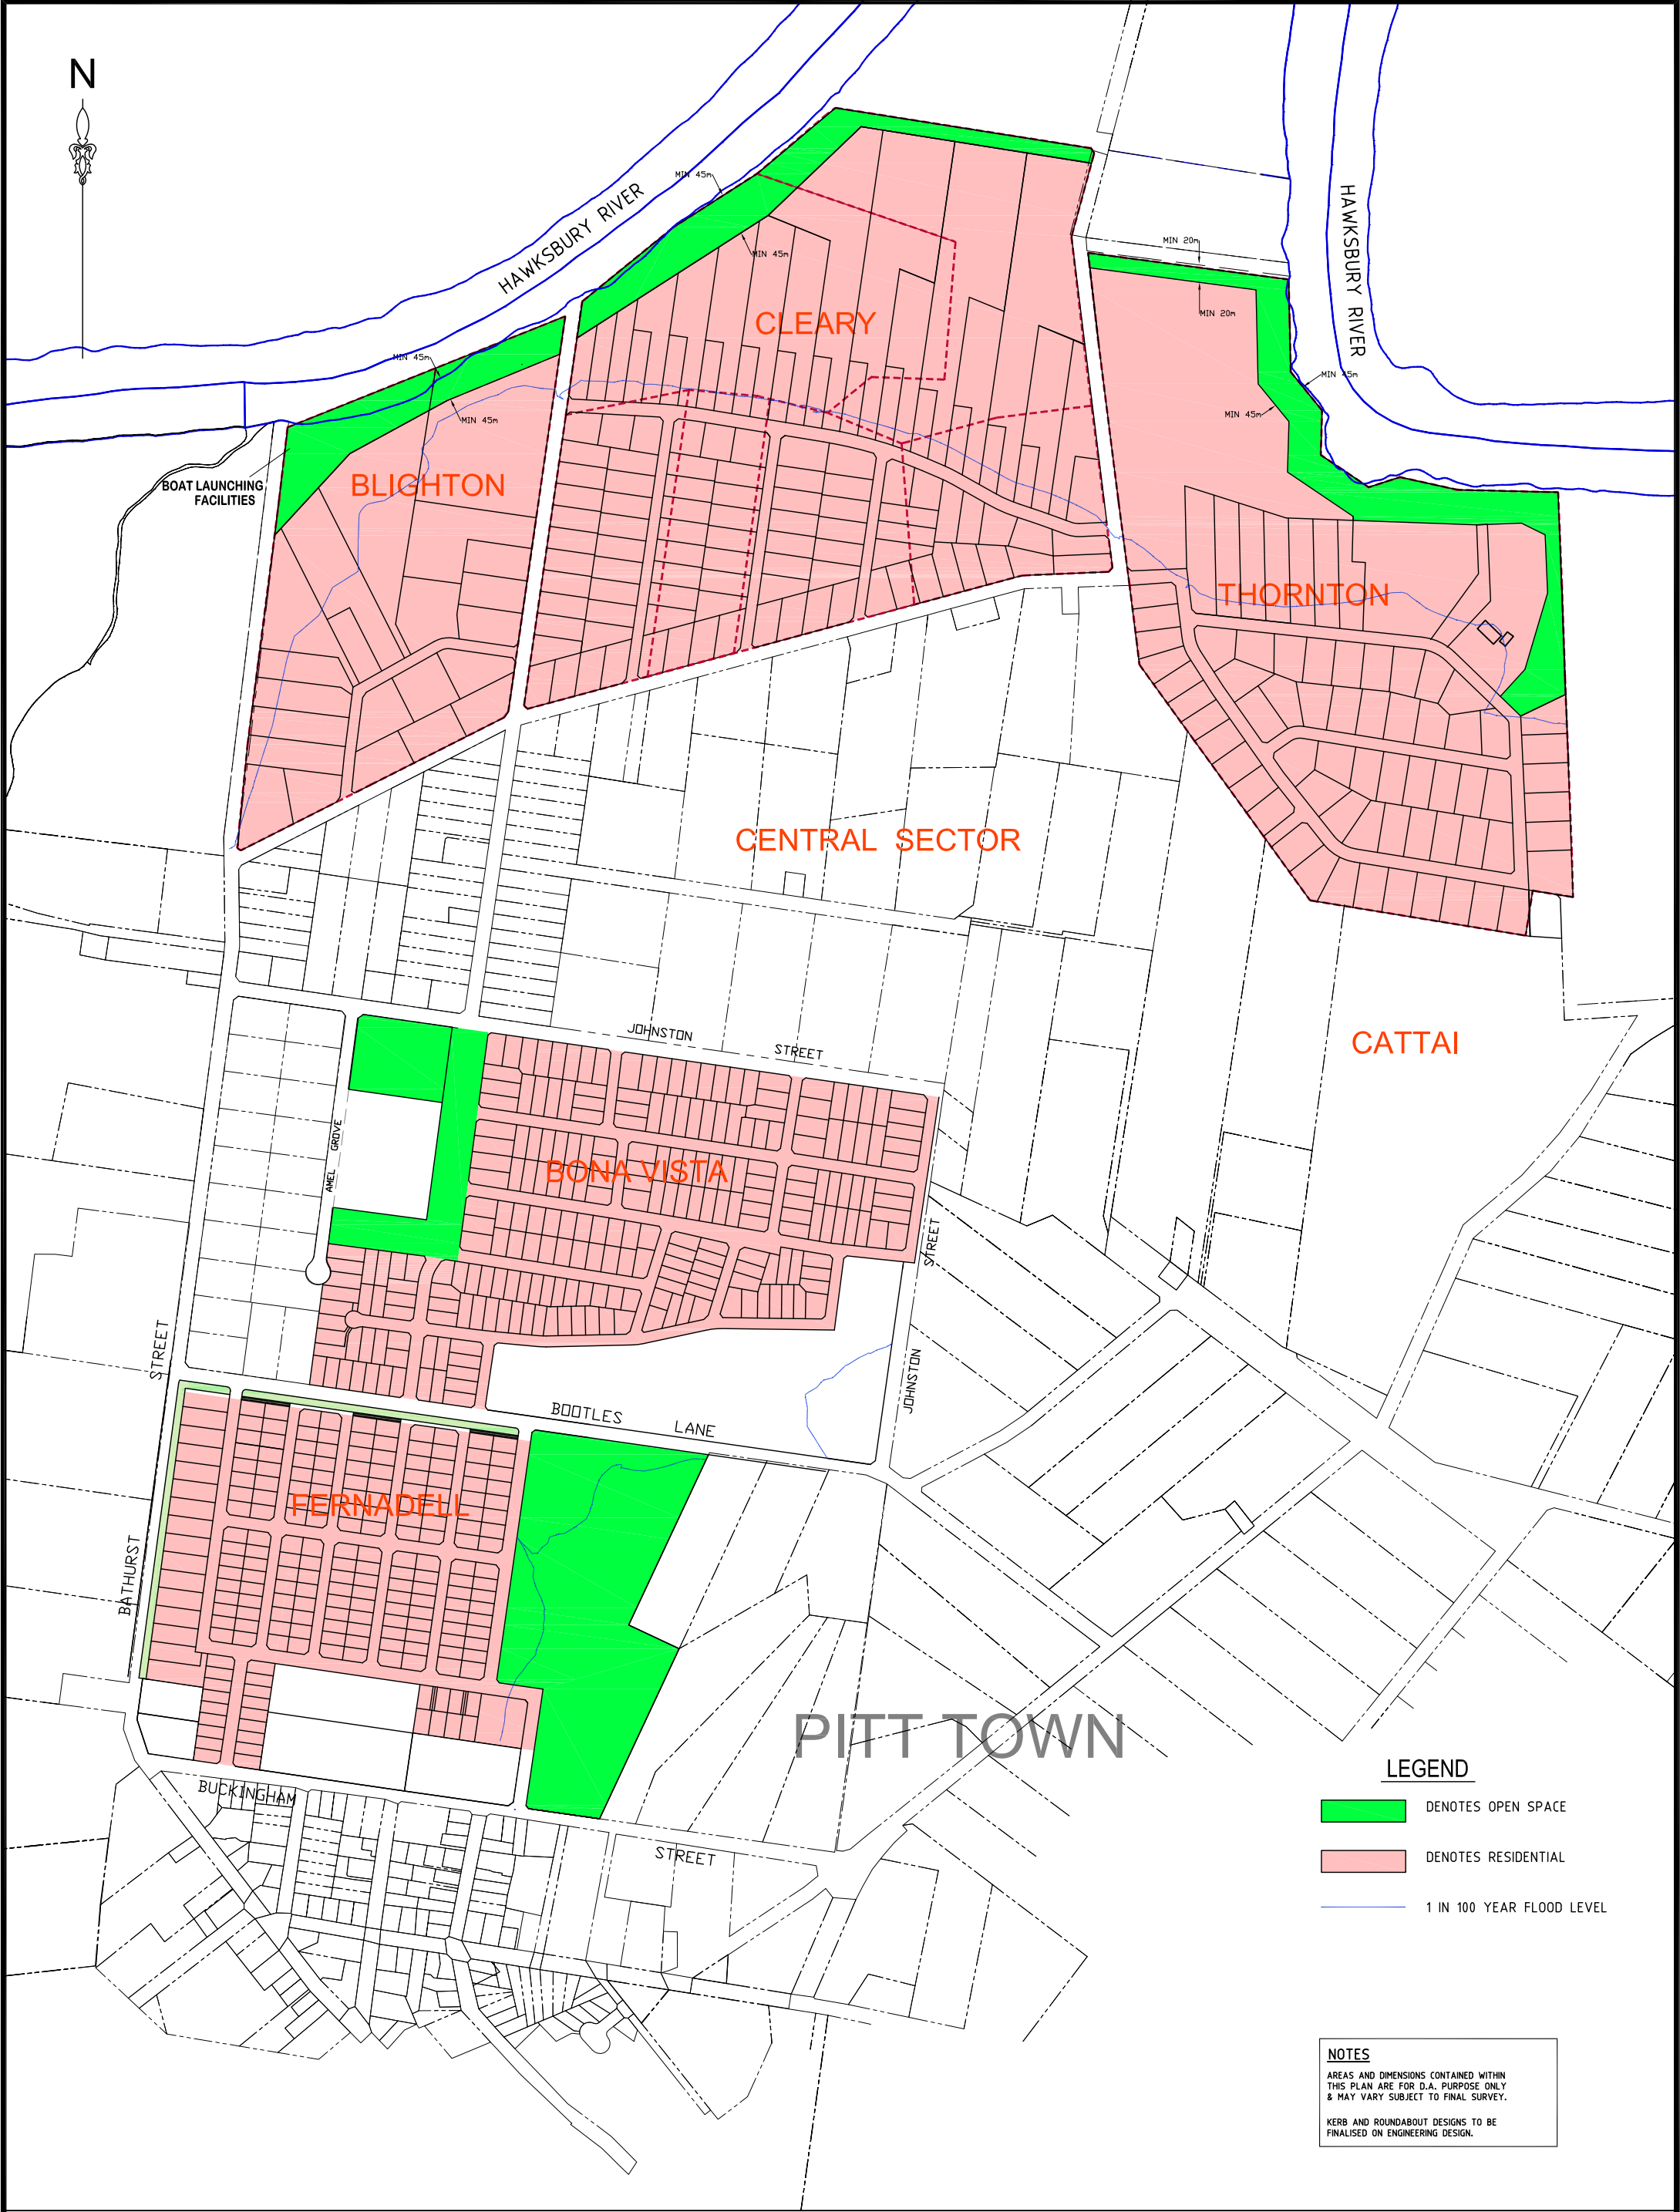 N
HAWKSBURY RIVER
HAWKSBURY RIVER
MIN 45m
MIN 45m
MIN 20m
MIN 20m
CLEARY
MIN 45m
MIN 45m
MIN 45m
MIN 45m
BOAT LAUNCHING
FACILITIES
BLIGHTON
THORNTON
CENTRAL SECTOR
CATTAI
JOHNSTON STREET
AMEL GROVE
BONA VISTA
JOHNSTON STREET
BATHURST STREET
BOOTLES LANE
FERNADELL
PITT TOWN
BUCKINGHAM STREET
LEGEND
DENOTES OPEN SPACE
DENOTES RESIDENTIAL
1 IN 100 YEAR FLOOD LEVEL
NOTES
AREAS AND DIMENSIONS CONTAINED WITHIN
THIS PLAN ARE FOR D.A. PURPOSE ONLY
& MAY VARY SUBJECT TO FINAL SURVEY.
KERB AND ROUNDABOUT DESIGNS TO BE
FINALISED ON ENGINEERING DESIGN.